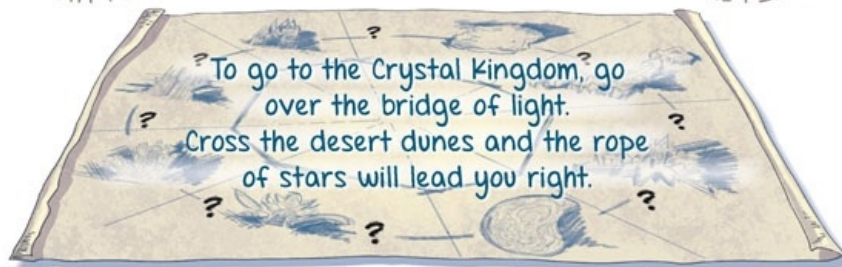 To go to the Crystal Kingdom, go
over the bridge of light.
Cross the desert dunes and the rope
of stars will lead you right.
?
?
?
?
?
?
?
?